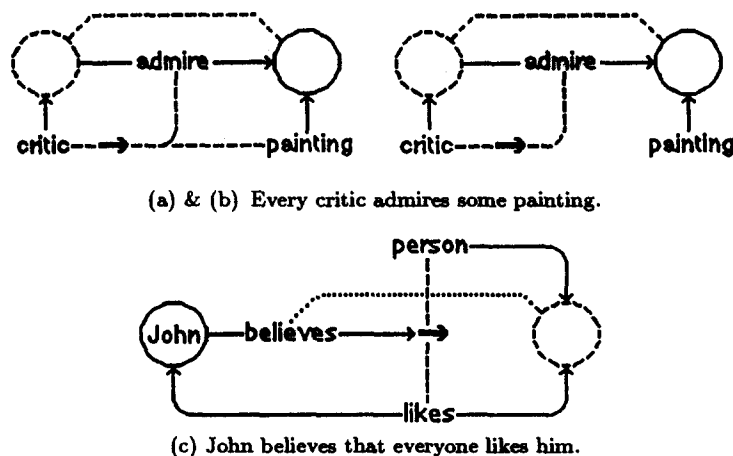 admire admire
critic painting critic painting
(a) & (b) Every critic admires some painting.
person
John believes
likes
(c) John believes that everyone likes him.